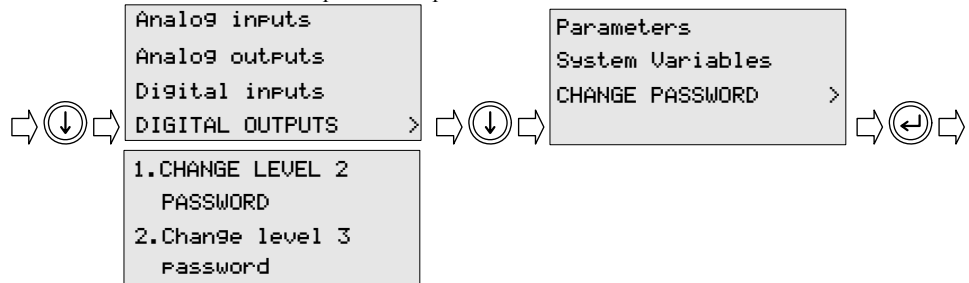 Analog inputs
Analog outputs
Digital inputs
DIGITAL OUTPUTS >
Parameters
System Variables
CHANGE PASSWORD >
1.CHANGE LEVEL 2
PASSWORD
2.Change level 3
password